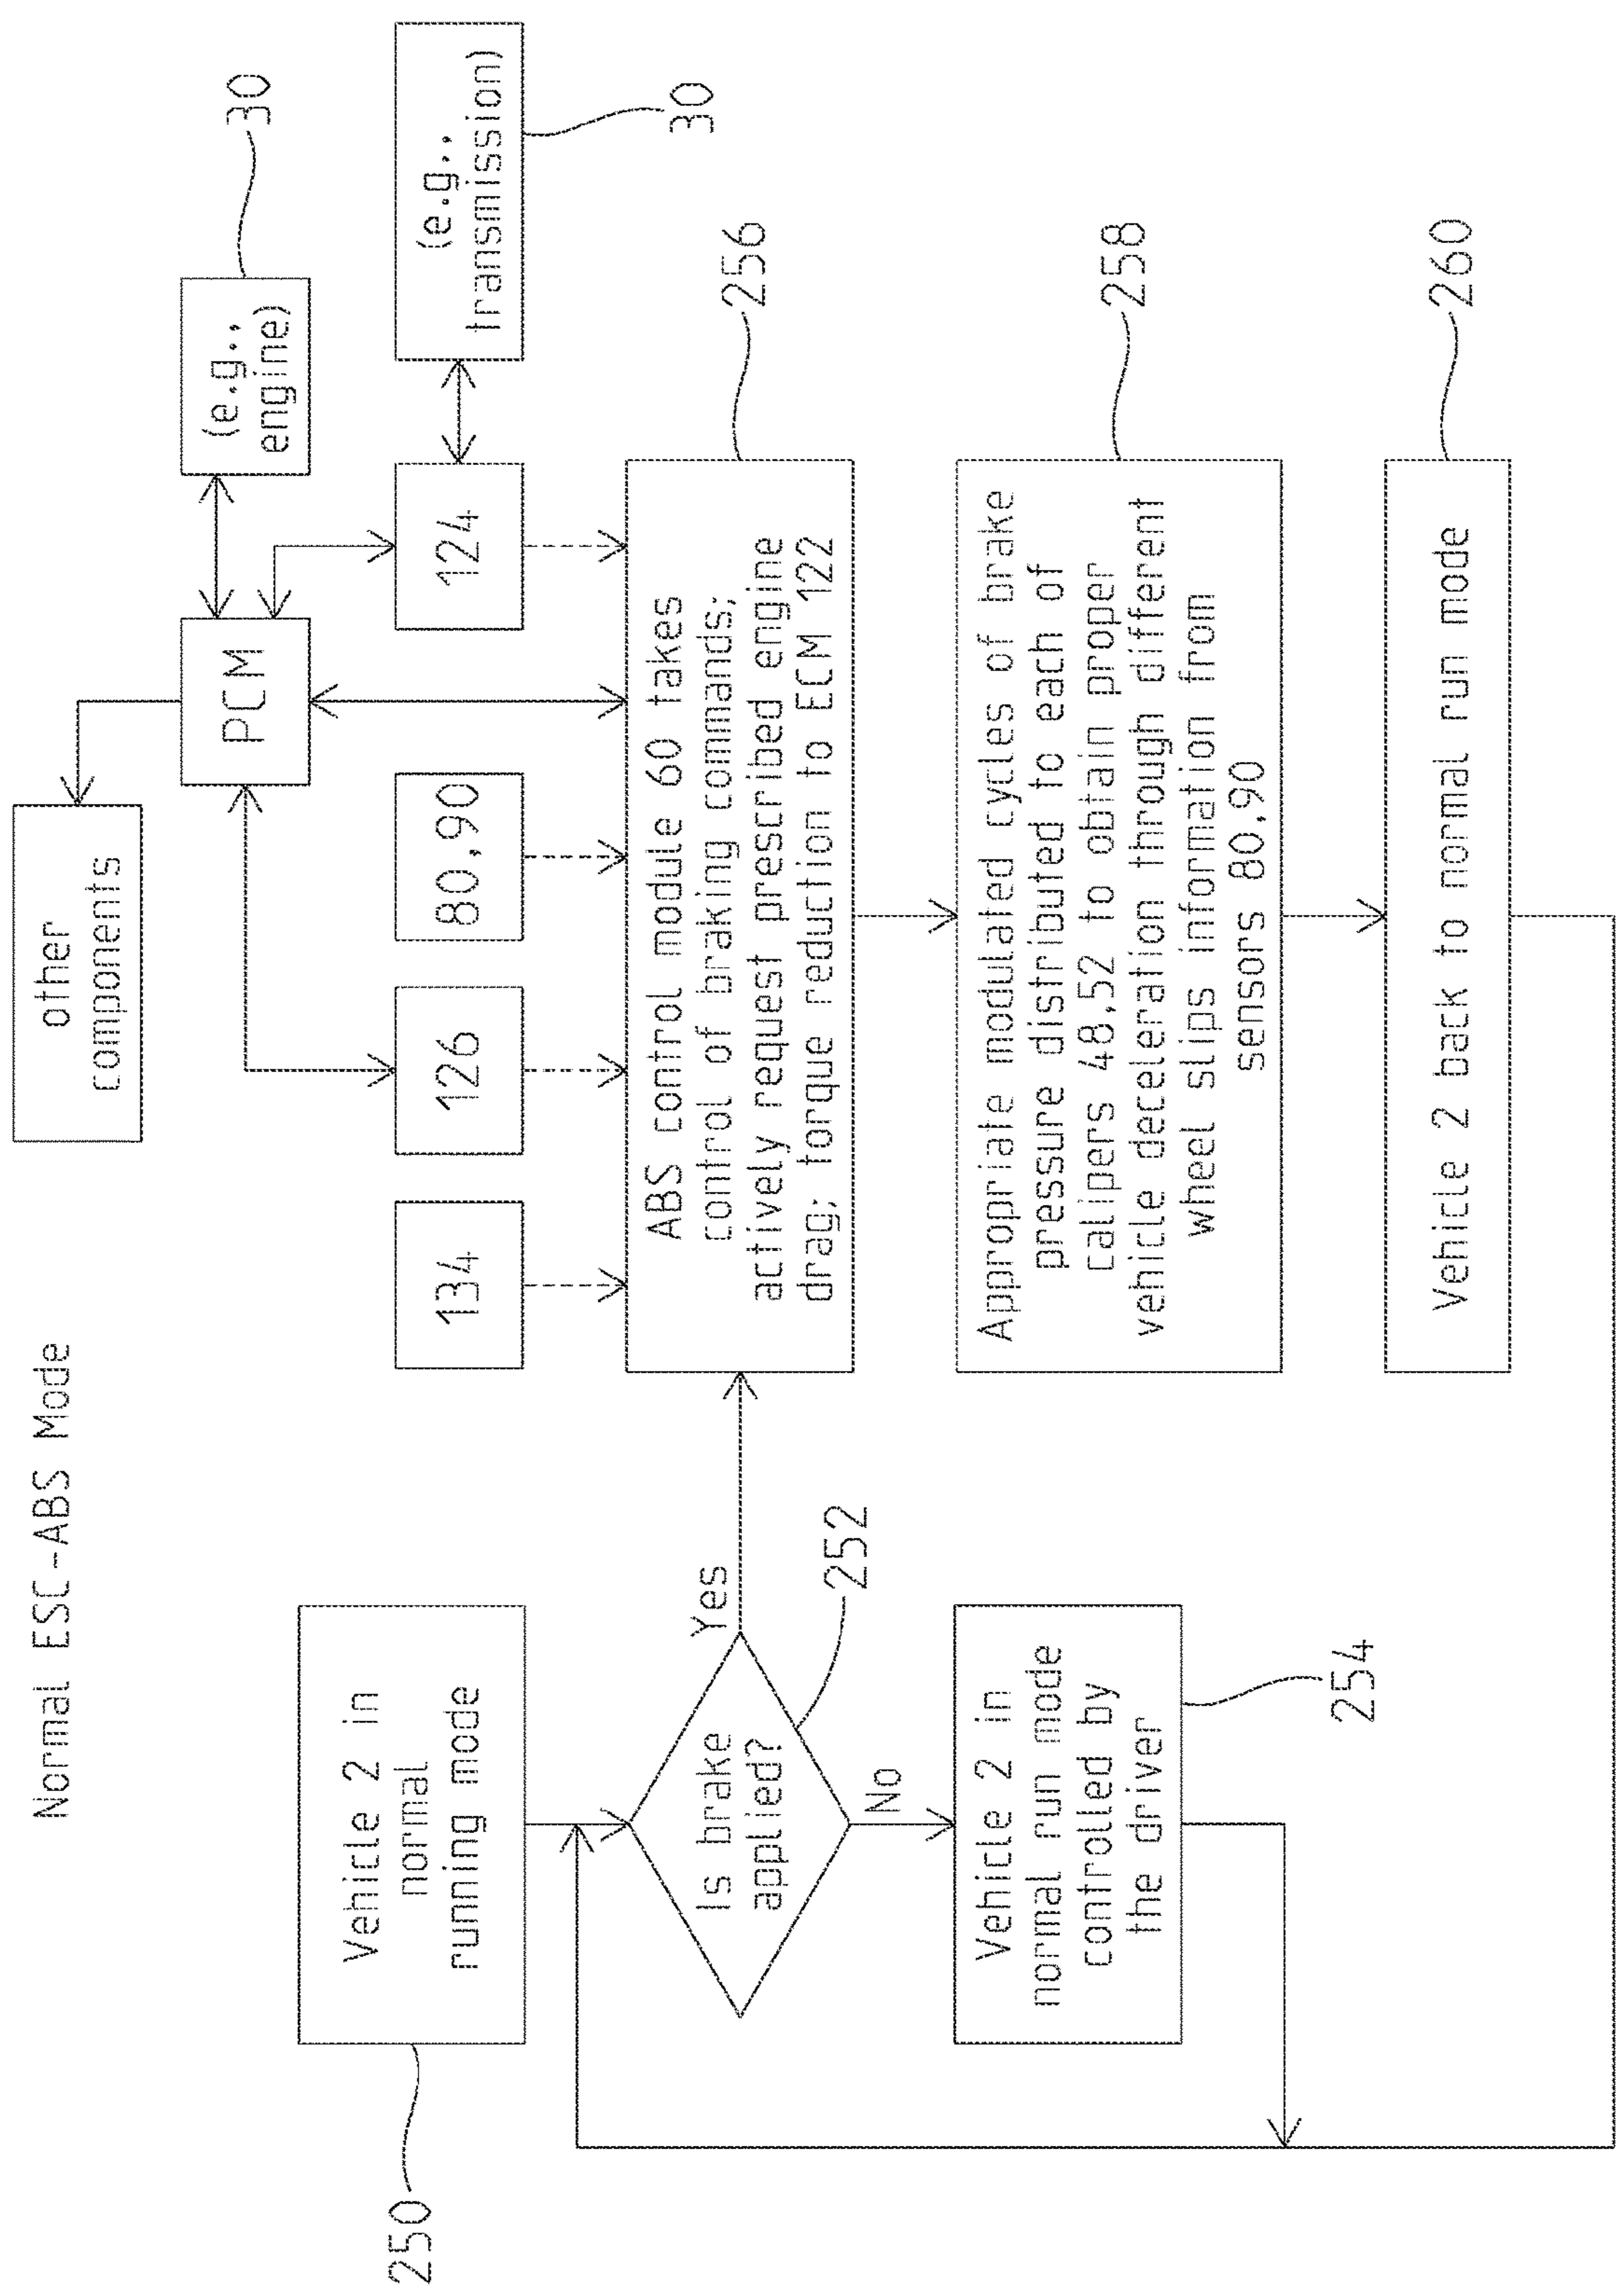 Normal ESC-ABS Mode
other
components
PCM
(e.g.,
engine)
30
134
126
80,90
124
(e.g.,
transmission)
30
250
Vehicle 2 in
normal
running mode
Is brake
applied?
Yes
252
No
Vehicle 2 in
normal run mode
controlled by
the driver
254
ABS control module 60 takes
control of braking commands;
actively request prescribed engine
drag; torque reduction to ECM 122
256
Appropriate modulated cycles of brake
pressure distributed to each of
calipers 48,52 to obtain proper
vehicle deceleration through different
wheel slips information from
sensors 80,90
258
Vehicle 2 back to normal run mode
260